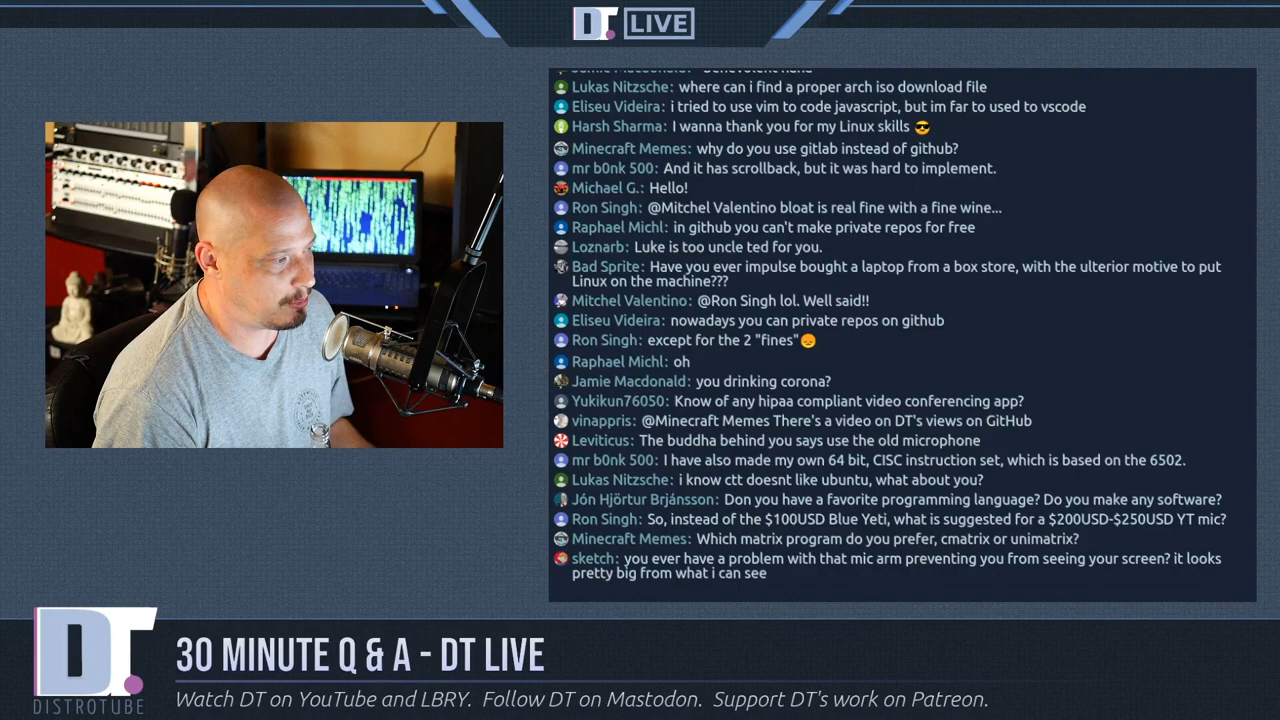 DT LIVE
Jamie Macdonald: Benevolent hand
Lukas Nitzsche: where can i find a proper arch iso download file
Eliseu Videira: i tried to use vim to code javascript, but im far to used to vscode
Harsh Sharma: I wanna thank you for my Linux skills 😎
Minecraft Memes: why do you use gitlab instead of github?
mr b0nk 500: And it has scrollback, but it was hard to implement.
Michael G.: Hello!
Ron Singh: @Mitchel Valentino bloat is real fine with a fine wine...
Raphael Michl: in github you can't make private repos for free
Loznarb: Luke is too uncle ted for you.
Bad Sprite: Have you ever impulse bought a laptop from a box store, with the ulterior motive to put
Linux on the machine???
Mitchel Valentino: @Ron Singh lol. Well said!!
Eliseu Videira: nowadays you can private repos on github
Ron Singh: except for the 2 "fines"😞
Raphael Michl: oh
Jamie Macdonald: you drinking corona?
Yukikun76050: Know of any hipaa compliant video conferencing app?
vinappris: @Minecraft Memes There's a video on DT's views on GitHub
Leviticus: The buddha behind you says use the old microphone
mr b0nk 500: I have also made my own 64 bit, CISC instruction set, which is based on the 6502.
Lukas Nitzsche: i know ctt doesnt like ubuntu, what about you?
Jón Hjörtur Brjánsson: Don you have a favorite programming language? Do you make any software?
Ron Singh: So, instead of the $100USD Blue Yeti, what is suggested for a $200USD-$250USD YT mic?
Minecraft Memes: Which matrix program do you prefer, cmatrix or unimatrix?
sketch: you ever have a problem with that mic arm preventing you from seeing your screen? it looks
pretty big from what i can see
DT.
DISTROTUBE
30 MINUTE Q & A - DT LIVE
Watch DT on YouTube and LBRY. Follow DT on Mastodon. Support DT's work on Patreon.